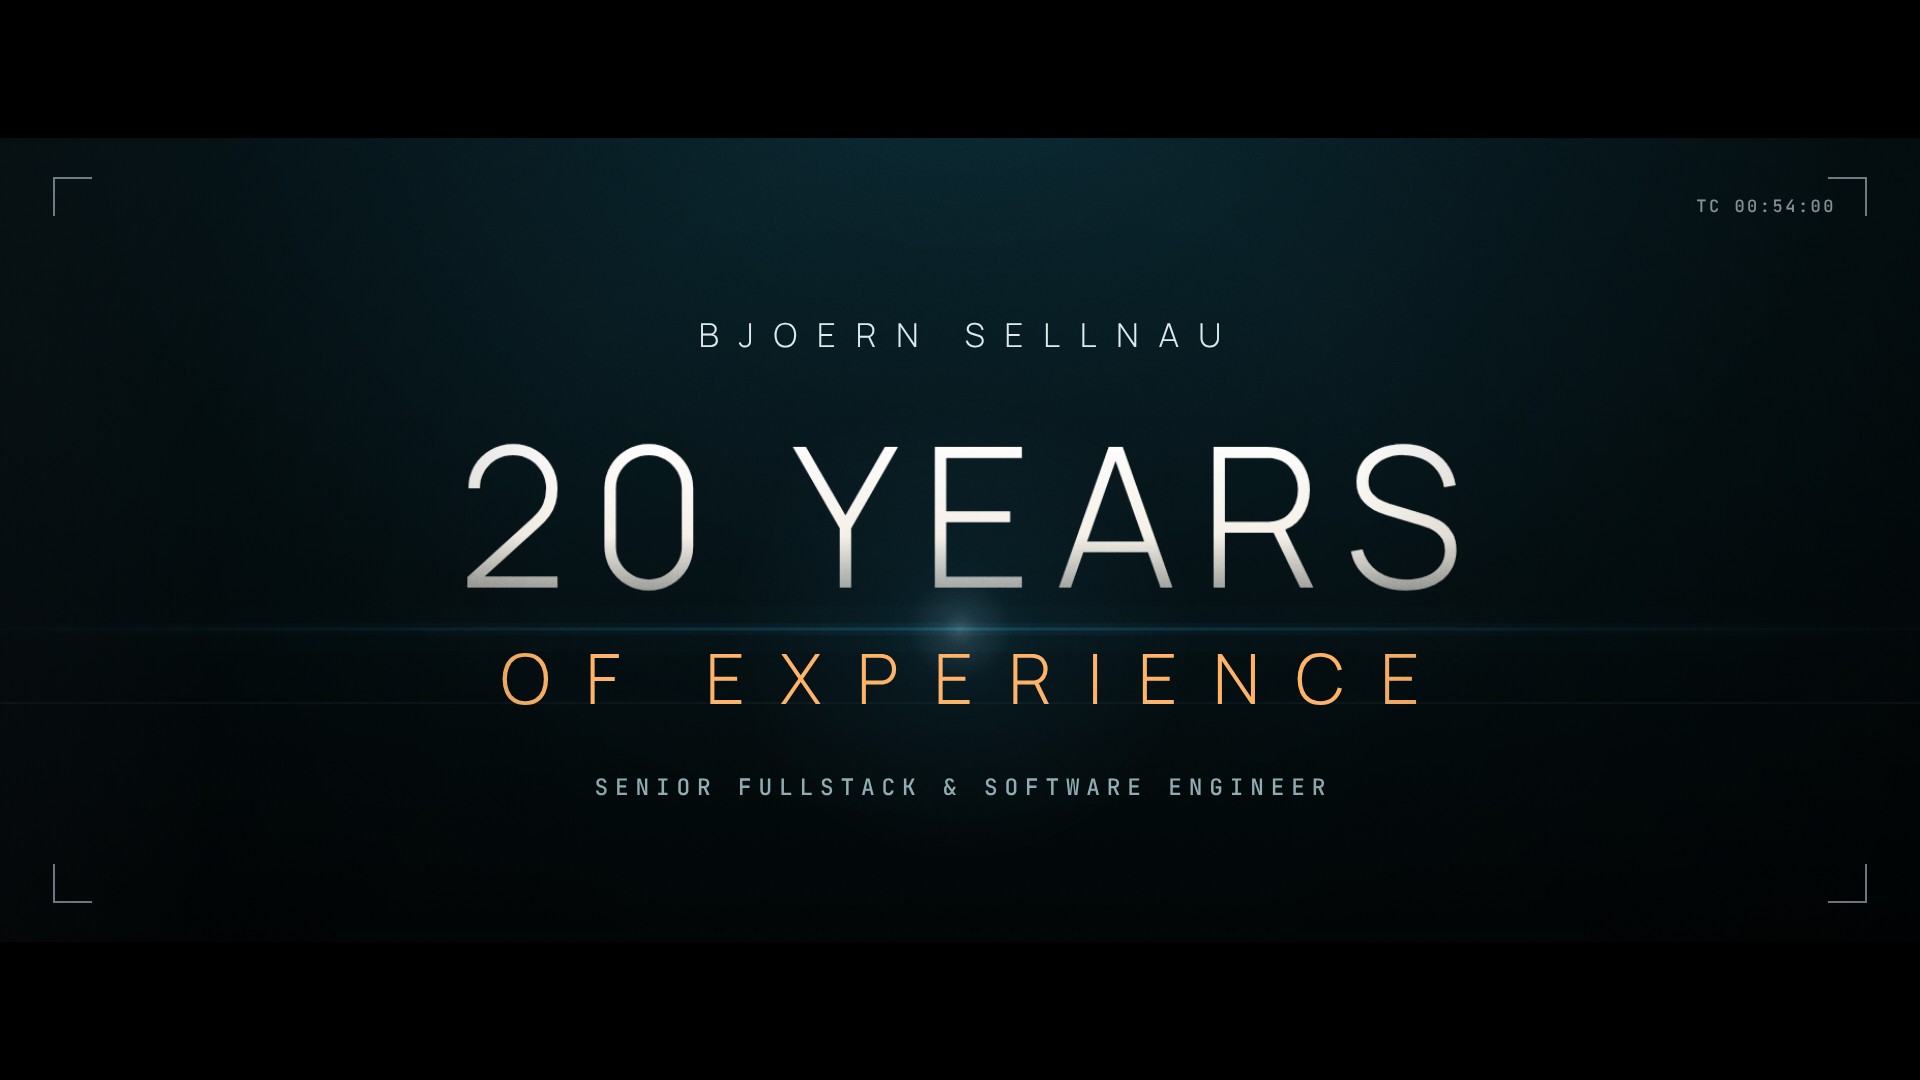 TC 00:54:00
BJOERN SELLNAU
20 YEARS
OF EXPERIENCE
SENIOR FULLSTACK & SOFTWARE ENGINEER